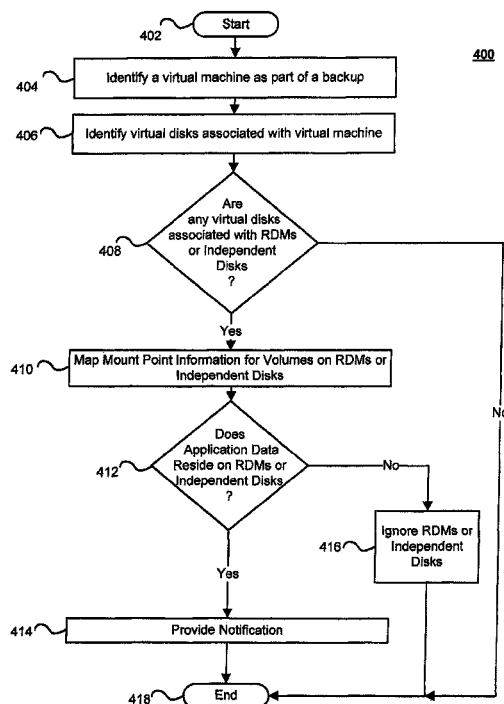 402
Start
400
404
Identify a virtual machine as part of a backup
406
Identify virtual disks associated with virtual machine
408
Are
any virtual disks
associated with RDMs
or Independent
Disks
?
Yes
No
410
Map Mount Point Information for Volumes on RDMs or
Independent Disks
412
Does
Application Data
Reside on RDMs or
Independent Disks
?
No
416
Ignore RDMs or
Independent
Disks
Yes
414
Provide Notification
418
End